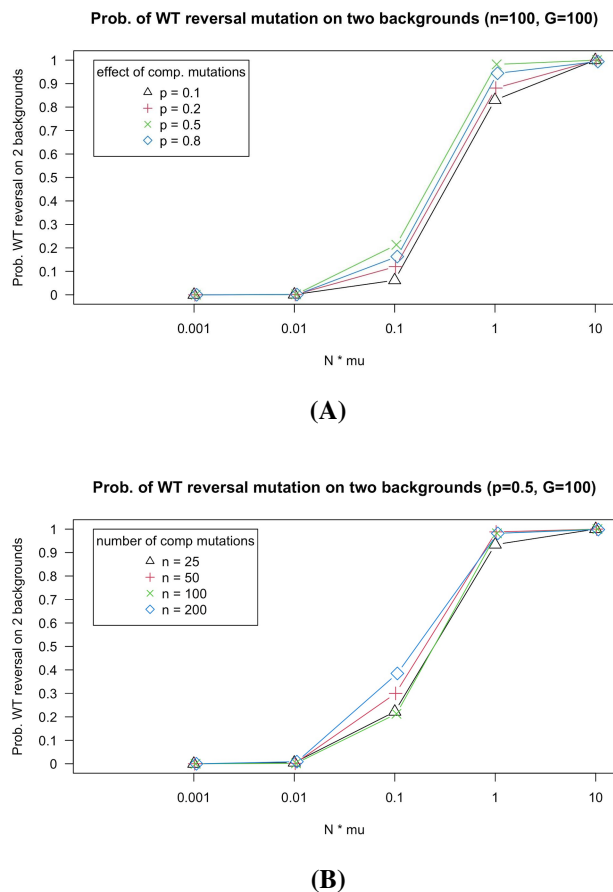 Prob. of WT reversal mutation on two backgrounds (n=100, G=100)
Prob. WT reversal on 2 backgrounds
1
0.9
0.8
0.7
0.6
0.5
0.4
0.3
0.2
0.1
0
effect of comp. mutations
p = 0.1
p = 0.2
p = 0.5
p = 0.8
0.001 0.01 0.1 1 10
N * mu
(A)
Prob. of WT reversal mutation on two backgrounds (p=0.5, G=100)
Prob. WT reversal on 2 backgrounds
1
0.9
0.8
0.7
0.6
0.5
0.4
0.3
0.2
0.1
0
number of comp mutations
n = 25
n = 50
n = 100
n = 200
0.001 0.01 0.1 1 10
N * mu
(B)